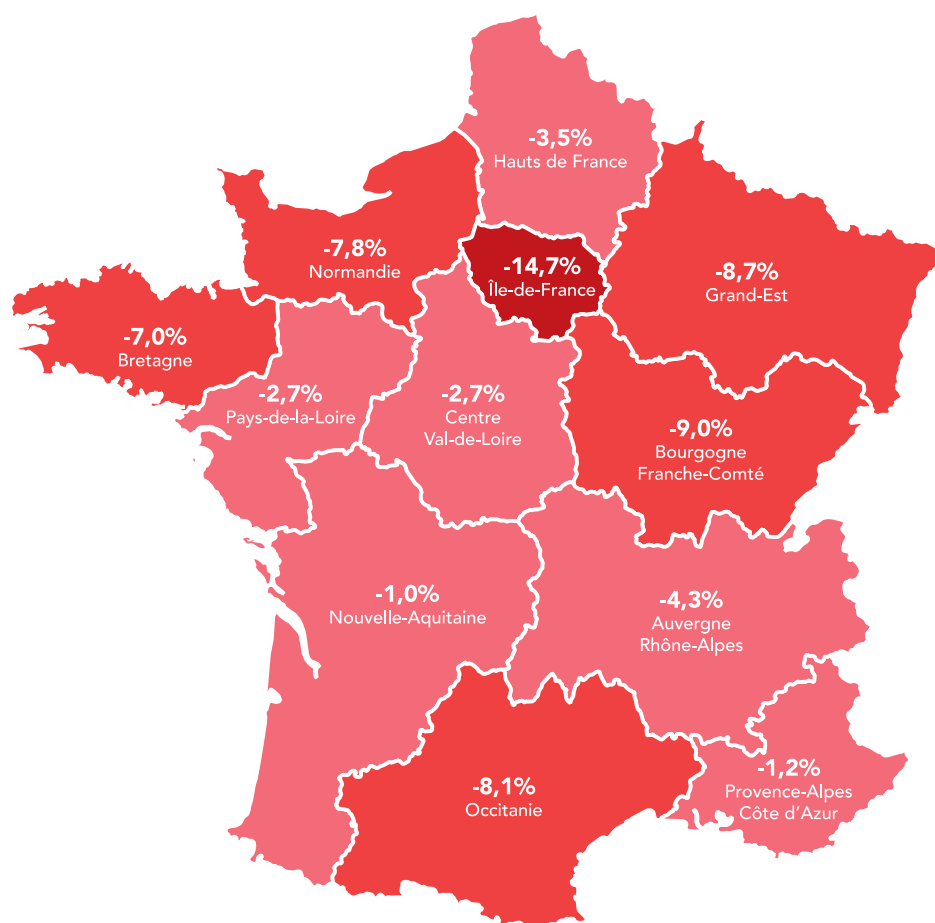 -3,5%
Hauts de France
-7,8%
Normandie
-14,7%
Île-de-France
-8,7%
Grand-Est
-7,0%
Bretagne
-2,7%
Pays-de-la-Loire
-2,7%
Centre
Val-de-Loire
-9,0%
Bourgogne
Franche-Comté
-1,0%
Nouvelle-Aquitaine
-4,3%
Auvergne
Rhône-Alpes
-8,1%
Occitanie
-1,2%
Provence-Alpes
Côte d'Azur